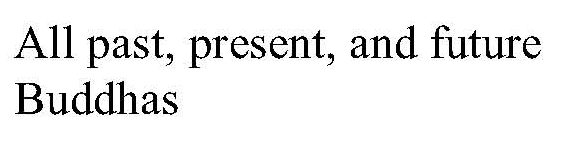 All past, present, and future
Buddhas